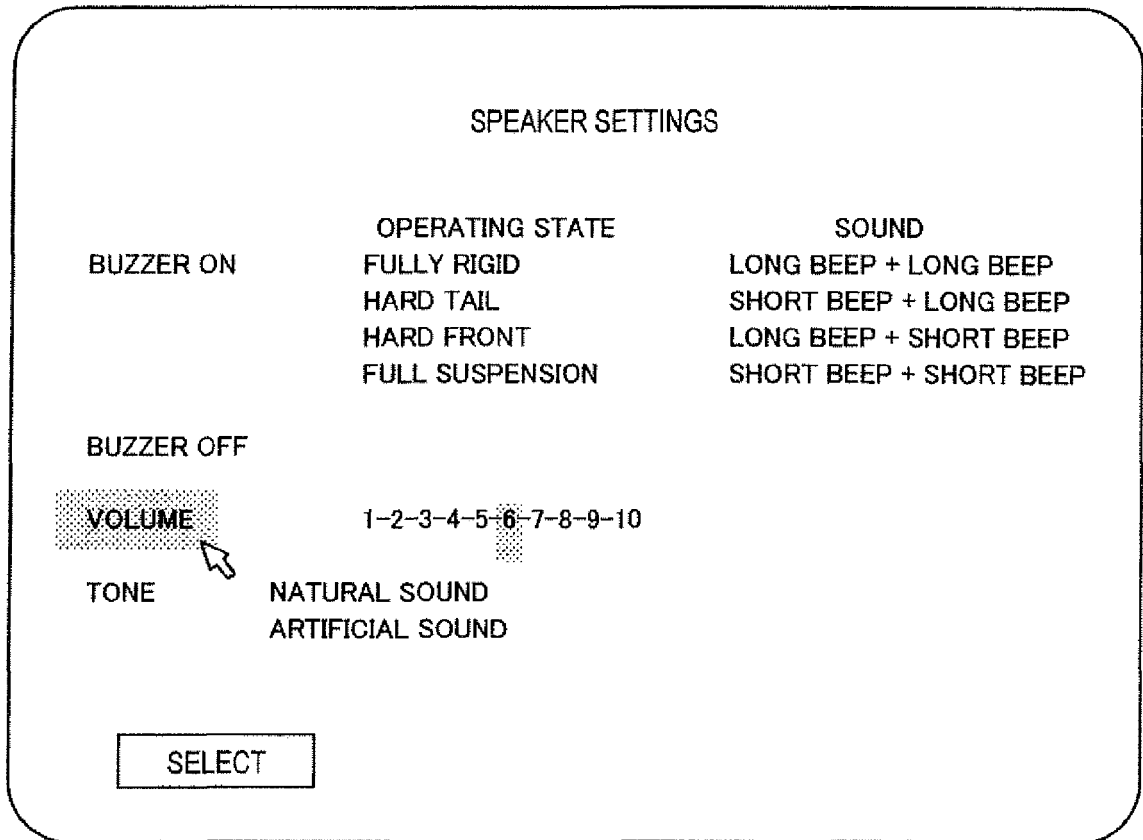 SPEAKER SETTINGS
OPERATING STATE SOUND
BUZZER ON FULLY RIGID LONG BEEP + LONG BEEP
HARD TAIL SHORT BEEP + LONG BEEP
HARD FRONT LONG BEEP + SHORT BEEP
FULL SUSPENSION SHORT BEEP + SHORT BEEP
BUZZER OFF
VOLUME 1-2-3-4-5-6-7-8-9-10
TONE NATURAL SOUND
ARTIFICIAL SOUND
SELECT